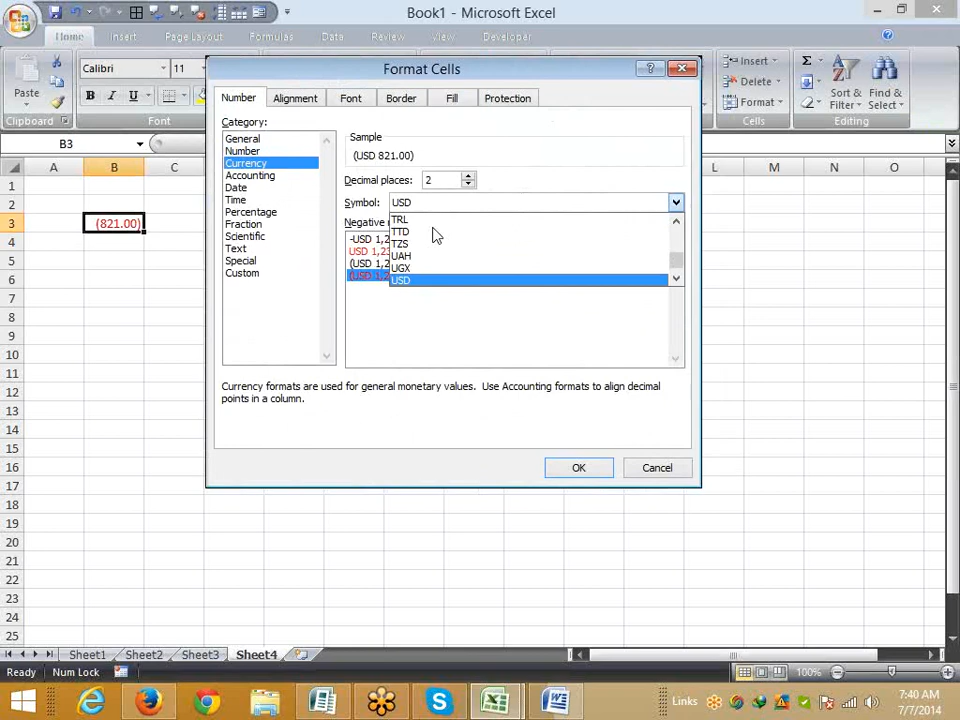 Book1 - Microsoft Excel
Home Insert Page Layout Formulas Data Review View Developer
Calibri 11
Paste
B I U
Clipboard
Font
Insert
Delete
Format
Cells
Σ
Sort & Filter
Find & Select
Editing
B3
A B C L M N O
1
2
3 (821.00)
4
5
6
7
8
9
10
11
12
13
14
15
16
17
18
19
20
21
22
23
24
25
Format Cells
Number Alignment Font Border Fill Protection
Category:
General
Number
Currency
Accounting
Date
Time
Percentage
Fraction
Scientific
Text
Special
Custom
Sample
(USD 821.00)
Decimal places: 2
Symbol: USD
Negative
-USD 1,2
USD 1,23
(USD 1,2
(USD 1,2
TRL
TTD
TZS
UAH
UGX
USD
Currency formats are used for general monetary values. Use Accounting formats to align decimal
points in a column.
OK Cancel
Sheet1 Sheet2 Sheet3 Sheet4
Ready Num Lock 100%
Links
7:40 AM
7/7/2014